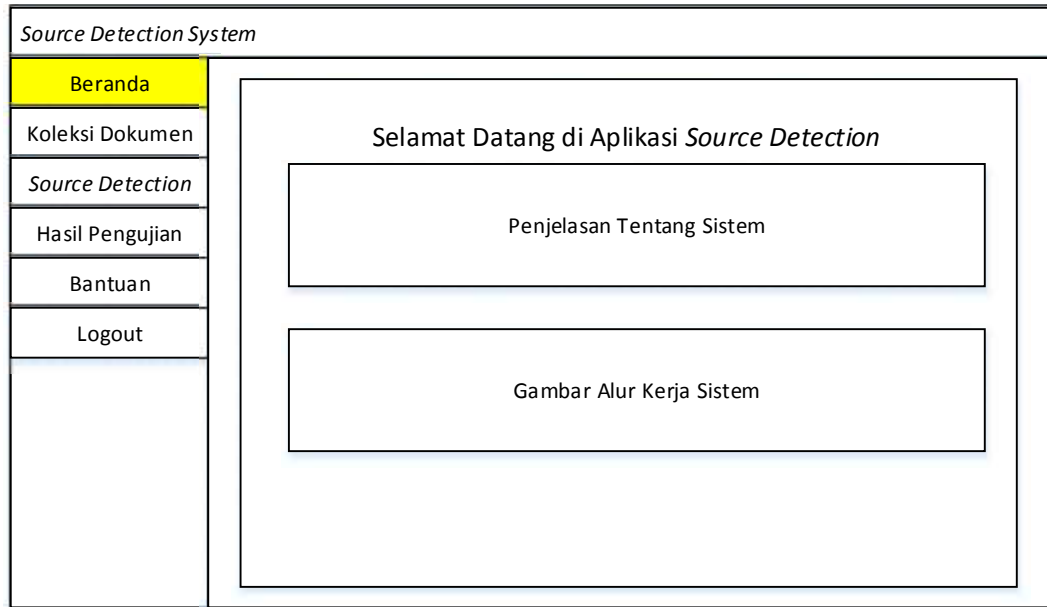 Source Detection System
Beranda
Koleksi Dokumen
Source Detection
Hasil Pengujian
Bantuan
Logout
Selamat Datang di Aplikasi Source Detection
Penjelasan Tentang Sistem
Gambar Alur Kerja Sistem